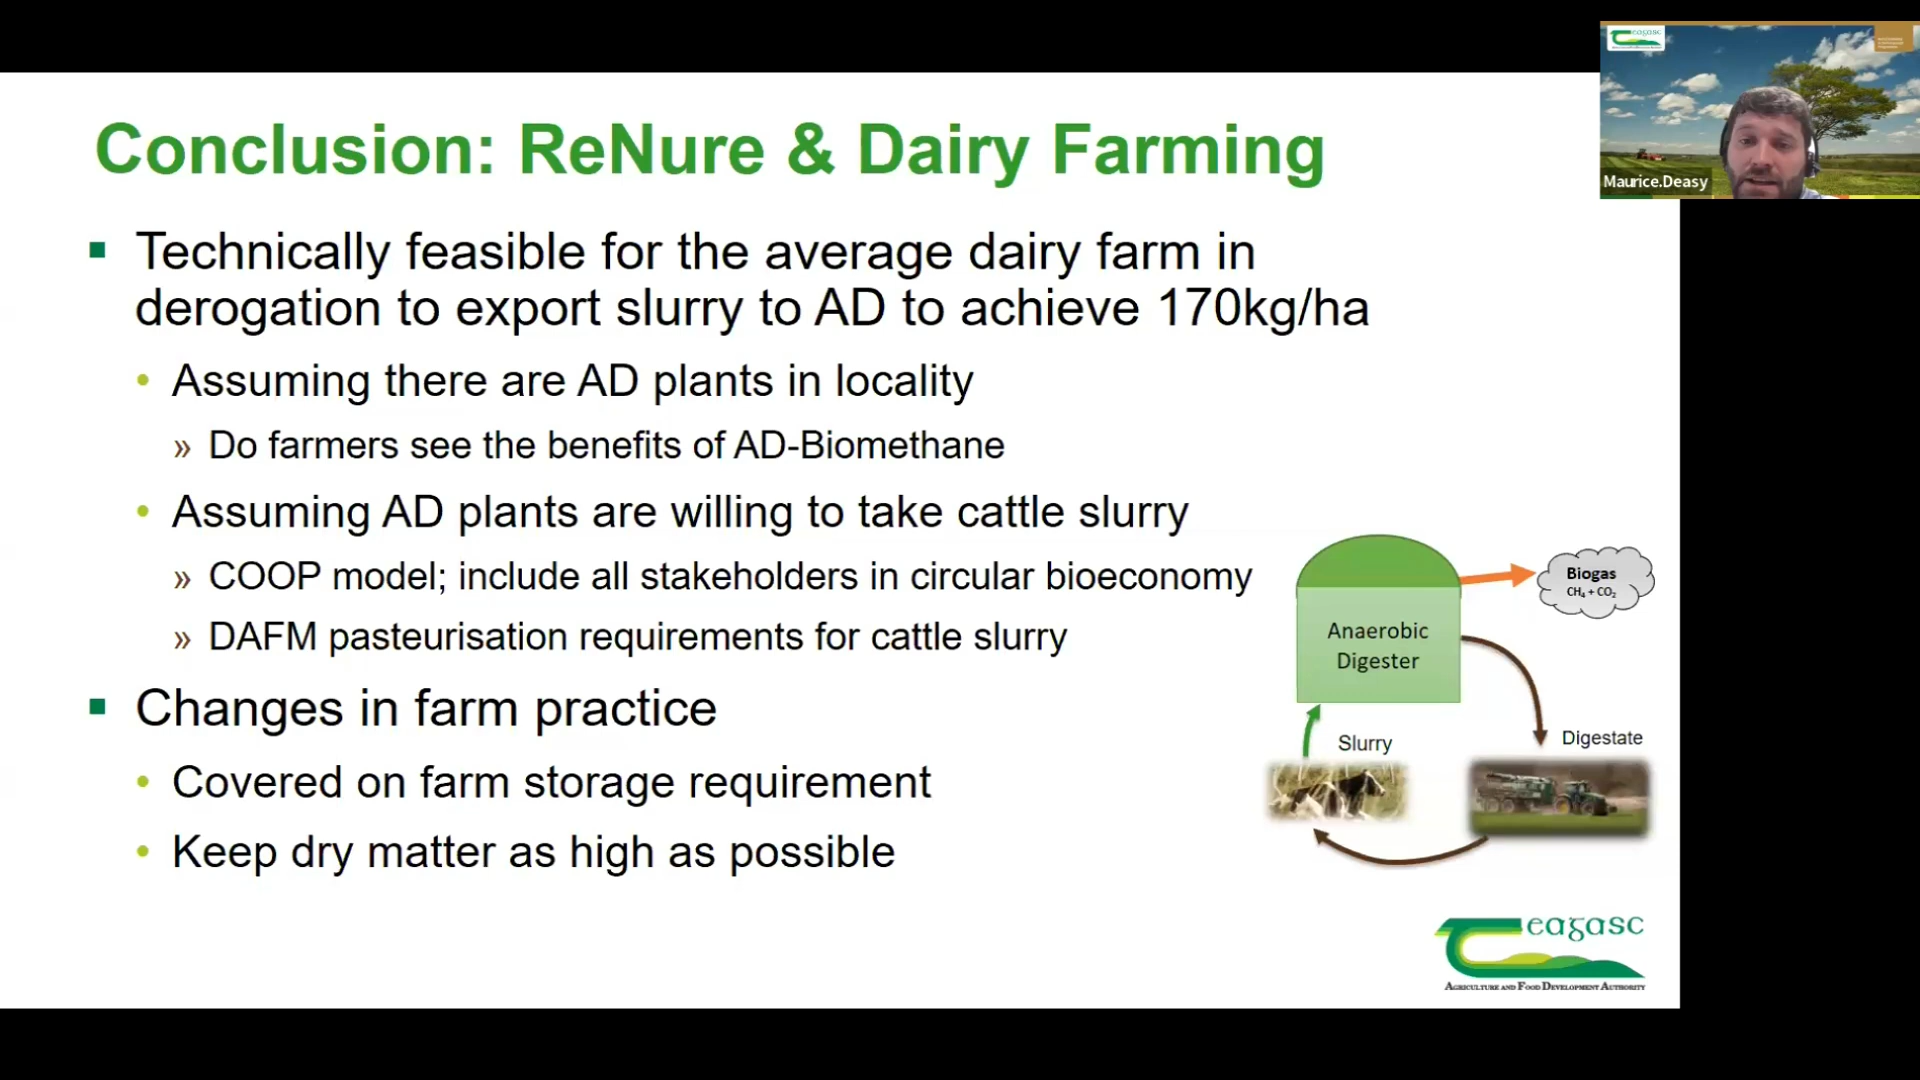 Conclusion: ReNure & Dairy Farming
Technically feasible for the average dairy farm in
derogation to export slurry to AD to achieve 170kg/ha
Assuming there are AD plants in locality
» Do farmers see the benefits of AD-Biomethane
Assuming AD plants are willing to take cattle slurry
» COOP model; include all stakeholders in circular bioeconomy
» DAFM pasteurisation requirements for cattle slurry
Changes in farm practice
Covered on farm storage requirement
Keep dry matter as high as possible
Anaerobic
Digester
Biogas
CH₄ + CO₂
Slurry
Digestate
eagasc
AGRICULTURE AND FOOD DEVELOPMENT AUTHORITY
eagasc
Maurice.Deasy